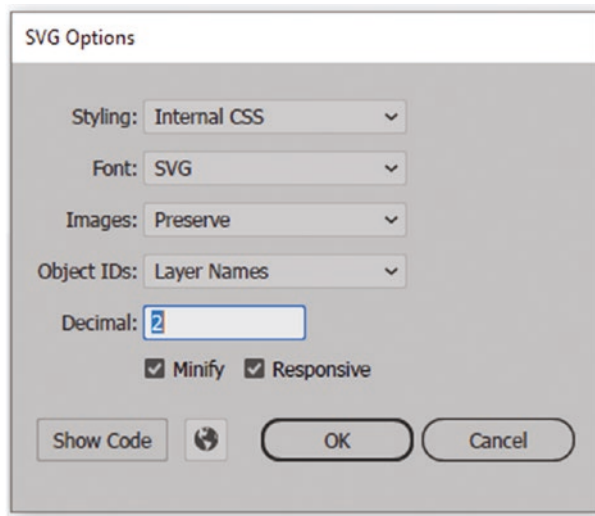 SVG Options
Styling: Internal CSS
Font: SVG
Images: Preserve
Object IDs: Layer Names
Decimal: 2
Minify Responsive
Show Code OK Cancel